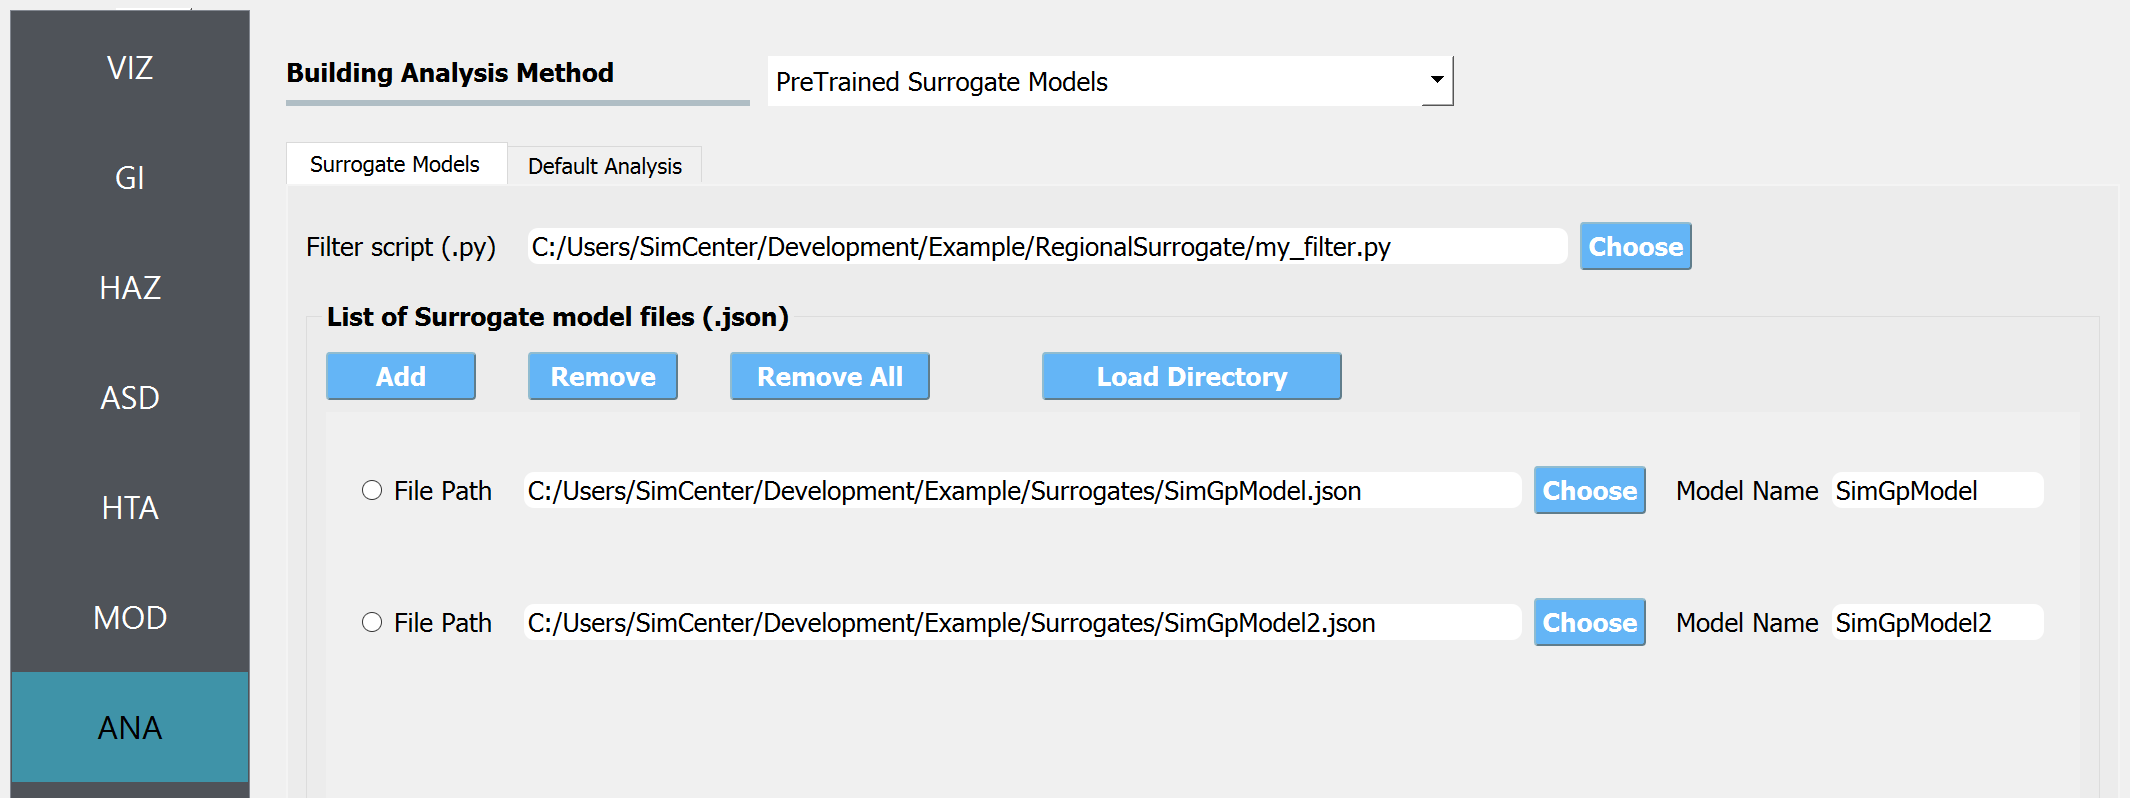 VIZ
GI
HAZ
ASD
HTA
MOD
ANA
Building Analysis Method
PreTrained Surrogate Models
Surrogate Models
Default Analysis
Filter script (.py)
C:/Users/SimCenter/Development/Example/RegionalSurrogate/my_filter.py
Choose
List of Surrogate model files (.json)
Add
Remove
Remove All
Load Directory
File Path
C:/Users/SimCenter/Development/Example/Surrogates/SimGpModel.json
Choose
Model Name
SimGpModel
File Path
C:/Users/SimCenter/Development/Example/Surrogates/SimGpModel2.json
Choose
Model Name
SimGpModel2